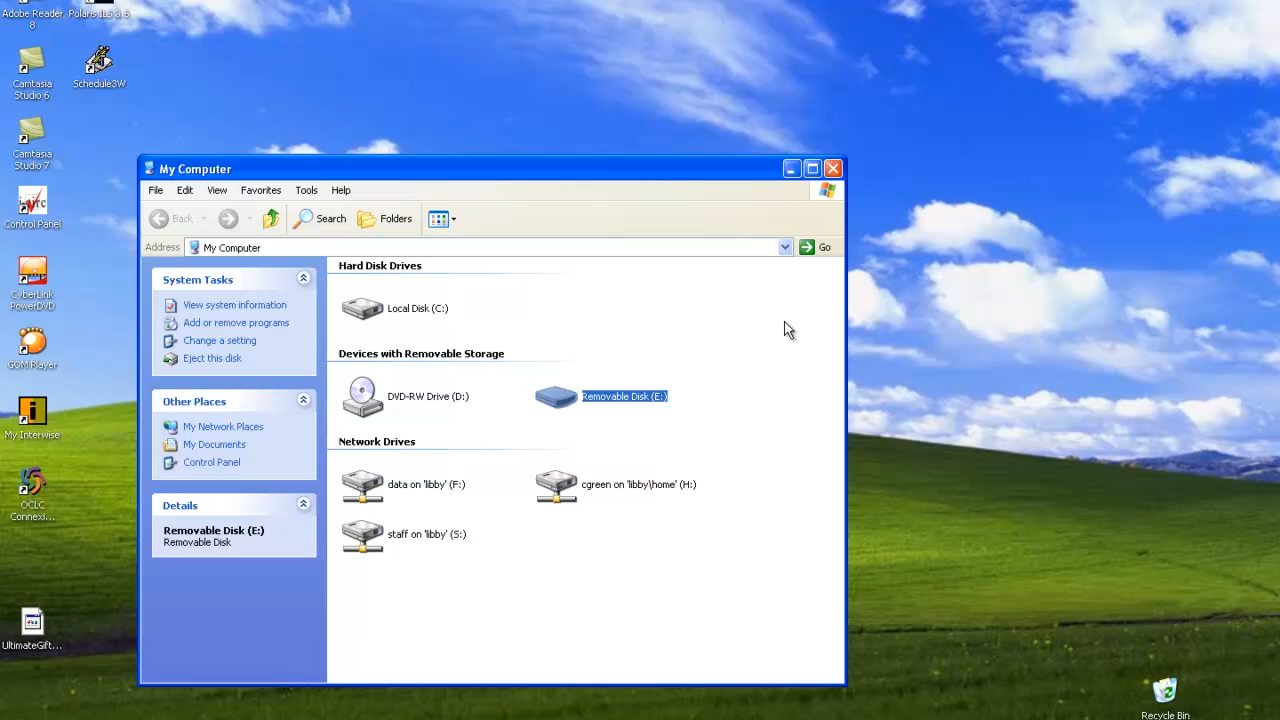 Adobe Reader
8
Polaris ILS 3.5
Camtasia
Studio 6
Schedule3W
Camtasia
Studio 7
Control Panel
CyberLink
PowerDVD
GOM Player
My Interwise
OCLC
Connexi...
UltimateGift...
My Computer
File Edit View Favorites Tools Help
Back Search Folders
Address My Computer Go
System Tasks
View system information
Add or remove programs
Change a setting
Eject this disk
Other Places
My Network Places
My Documents
Control Panel
Details
Removable Disk (E:)
Removable Disk
Hard Disk Drives
Local Disk (C:)
Devices with Removable Storage
DVD-RW Drive (D:) Removable Disk (E:)
Network Drives
data on 'libby' (F:) cgreen on 'libby\home' (H:)
staff on 'libby' (S:)
Recycle Bin